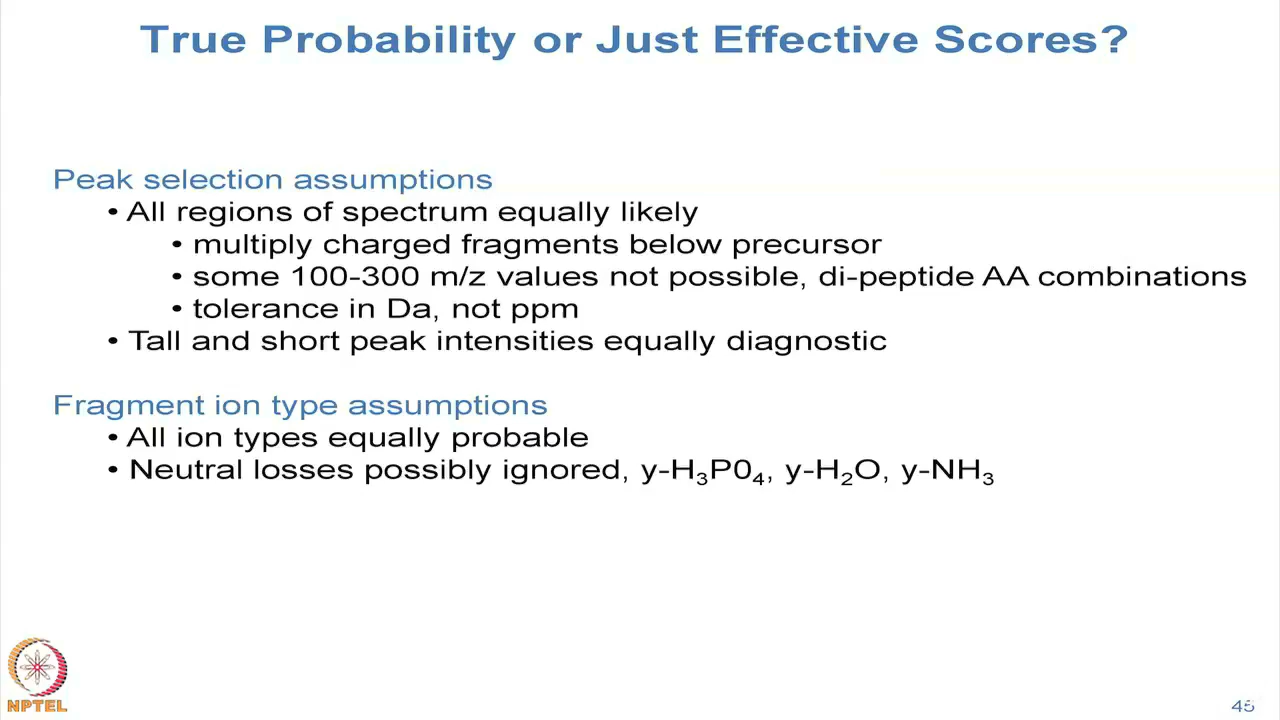 True Probability or Just Effective Scores?
Peak selection assumptions
• All regions of spectrum equally likely
• multiply charged fragments below precursor
• some 100-300 m/z values not possible, di-peptide AA combinations
• tolerance in Da, not ppm
• Tall and short peak intensities equally diagnostic
Fragment ion type assumptions
• All ion types equally probable
• Neutral losses possibly ignored, y-H₃P0₄, y-H₂O, y-NH₃
NPTEL
45